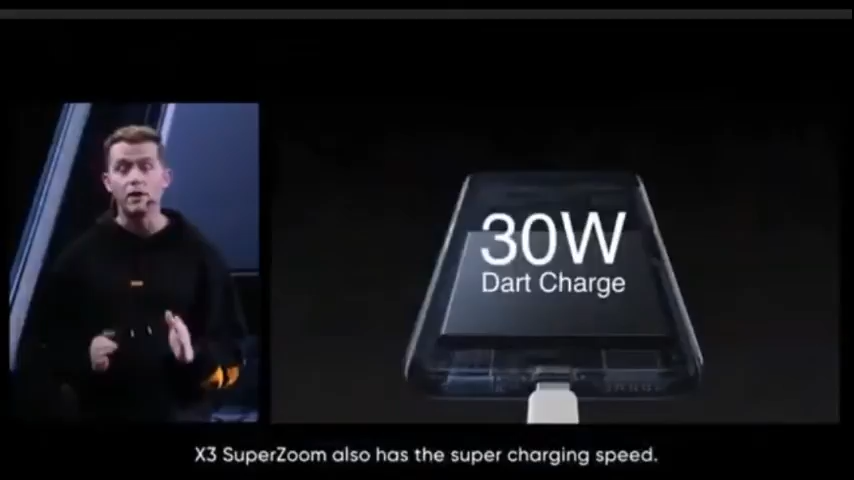 30W
Dart Charge
X3 SuperZoom also has the super charging speed.